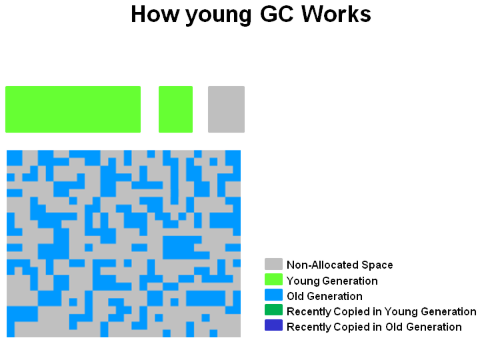 How young GC Works
Non-Allocated Space
Young Generation
Old Generation
Recently Copied in Young Generation
Recently Copied in Old Generation